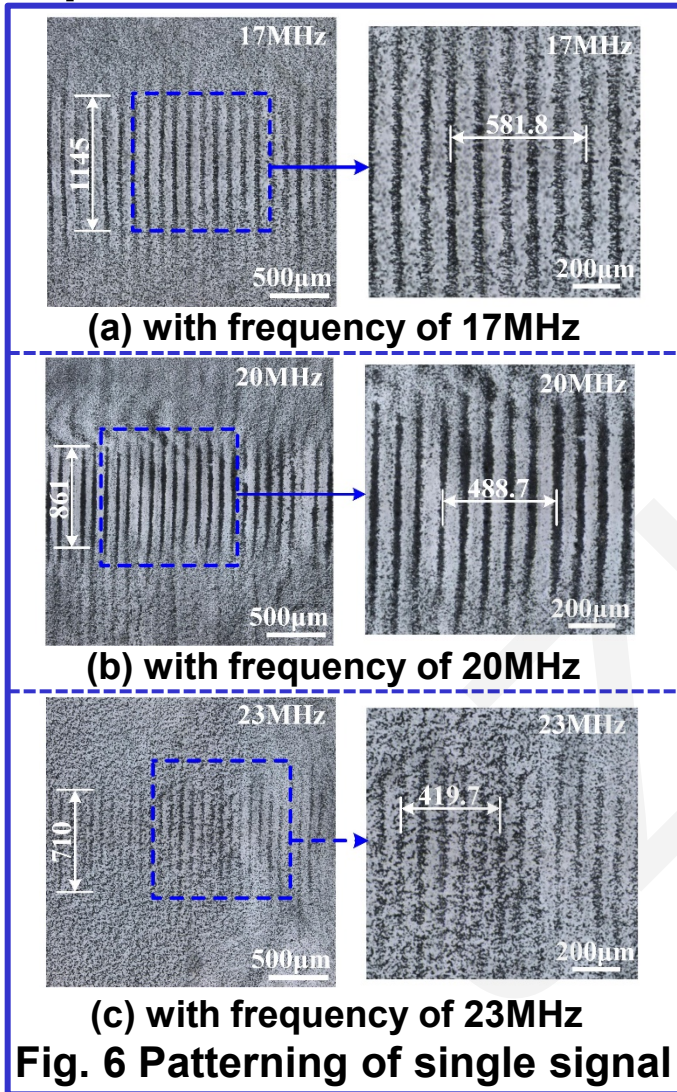 17MHz
17MHz
1145
581.8
500μm
200μm
(a) with frequency of 17MHz
20MHz
20MHz
861
488.7
500μm
200μm
(b) with frequency of 20MHz
23MHz
23MHz
710
419.7
500μm
200μm
(c) with frequency of 23MHz
Fig. 6 Patterning of single signal